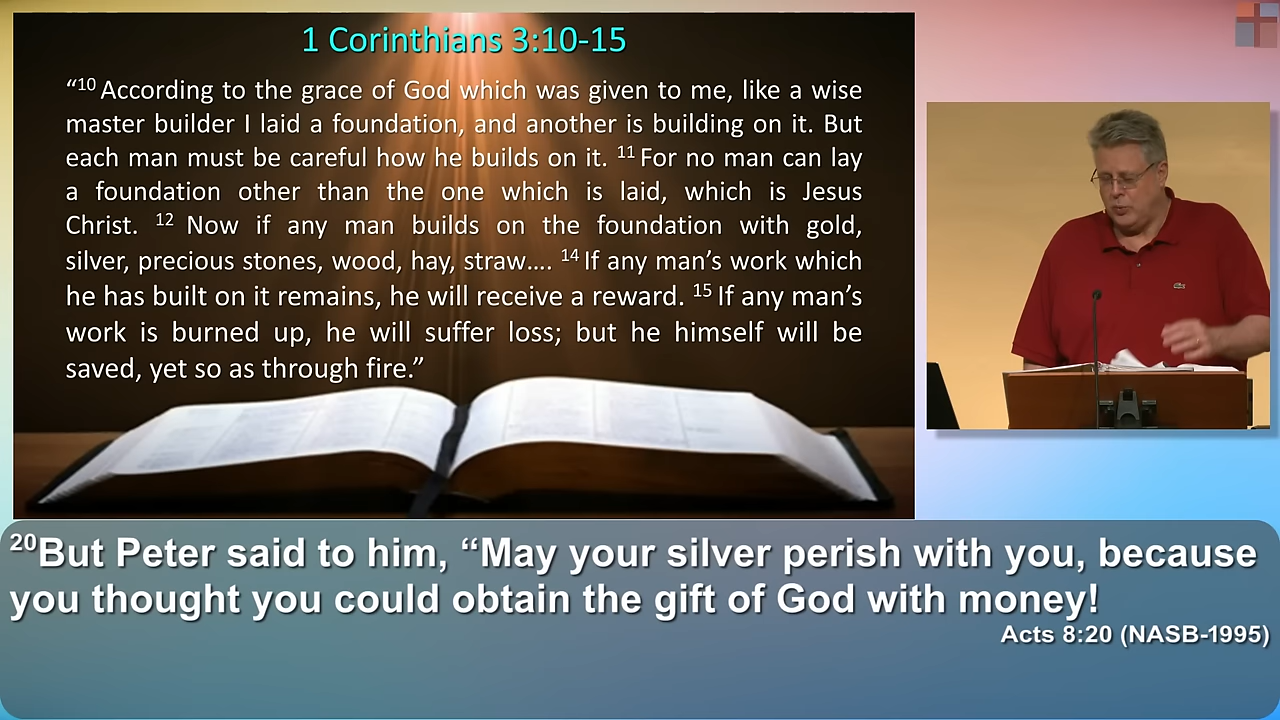 1 Corinthians 3:10-15
“10 According to the grace of God which was given to me, like a wise
master builder I laid a foundation, and another is building on it. But
each man must be careful how he builds on it. 11 For no man can lay
a foundation other than the one which is laid, which is Jesus
Christ. 12 Now if any man builds on the foundation with gold,
silver, precious stones, wood, hay, straw…. 14 If any man’s work which
he has built on it remains, he will receive a reward. 15 If any man’s
work is burned up, he will suffer loss; but he himself will be
saved, yet so as through fire.”
20But Peter said to him, “May your silver perish with you, because
you thought you could obtain the gift of God with money!
Acts 8:20 (NASB-1995)